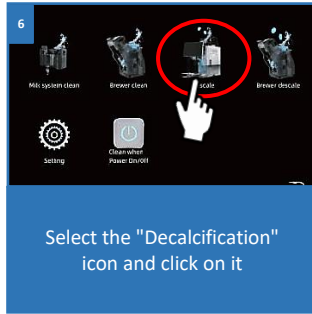 6
Milk system clean
Brewer clean
scale
Brewer descale
Setting
Clean when
Power On/Off
Select the "Decalcification"
icon and click on it